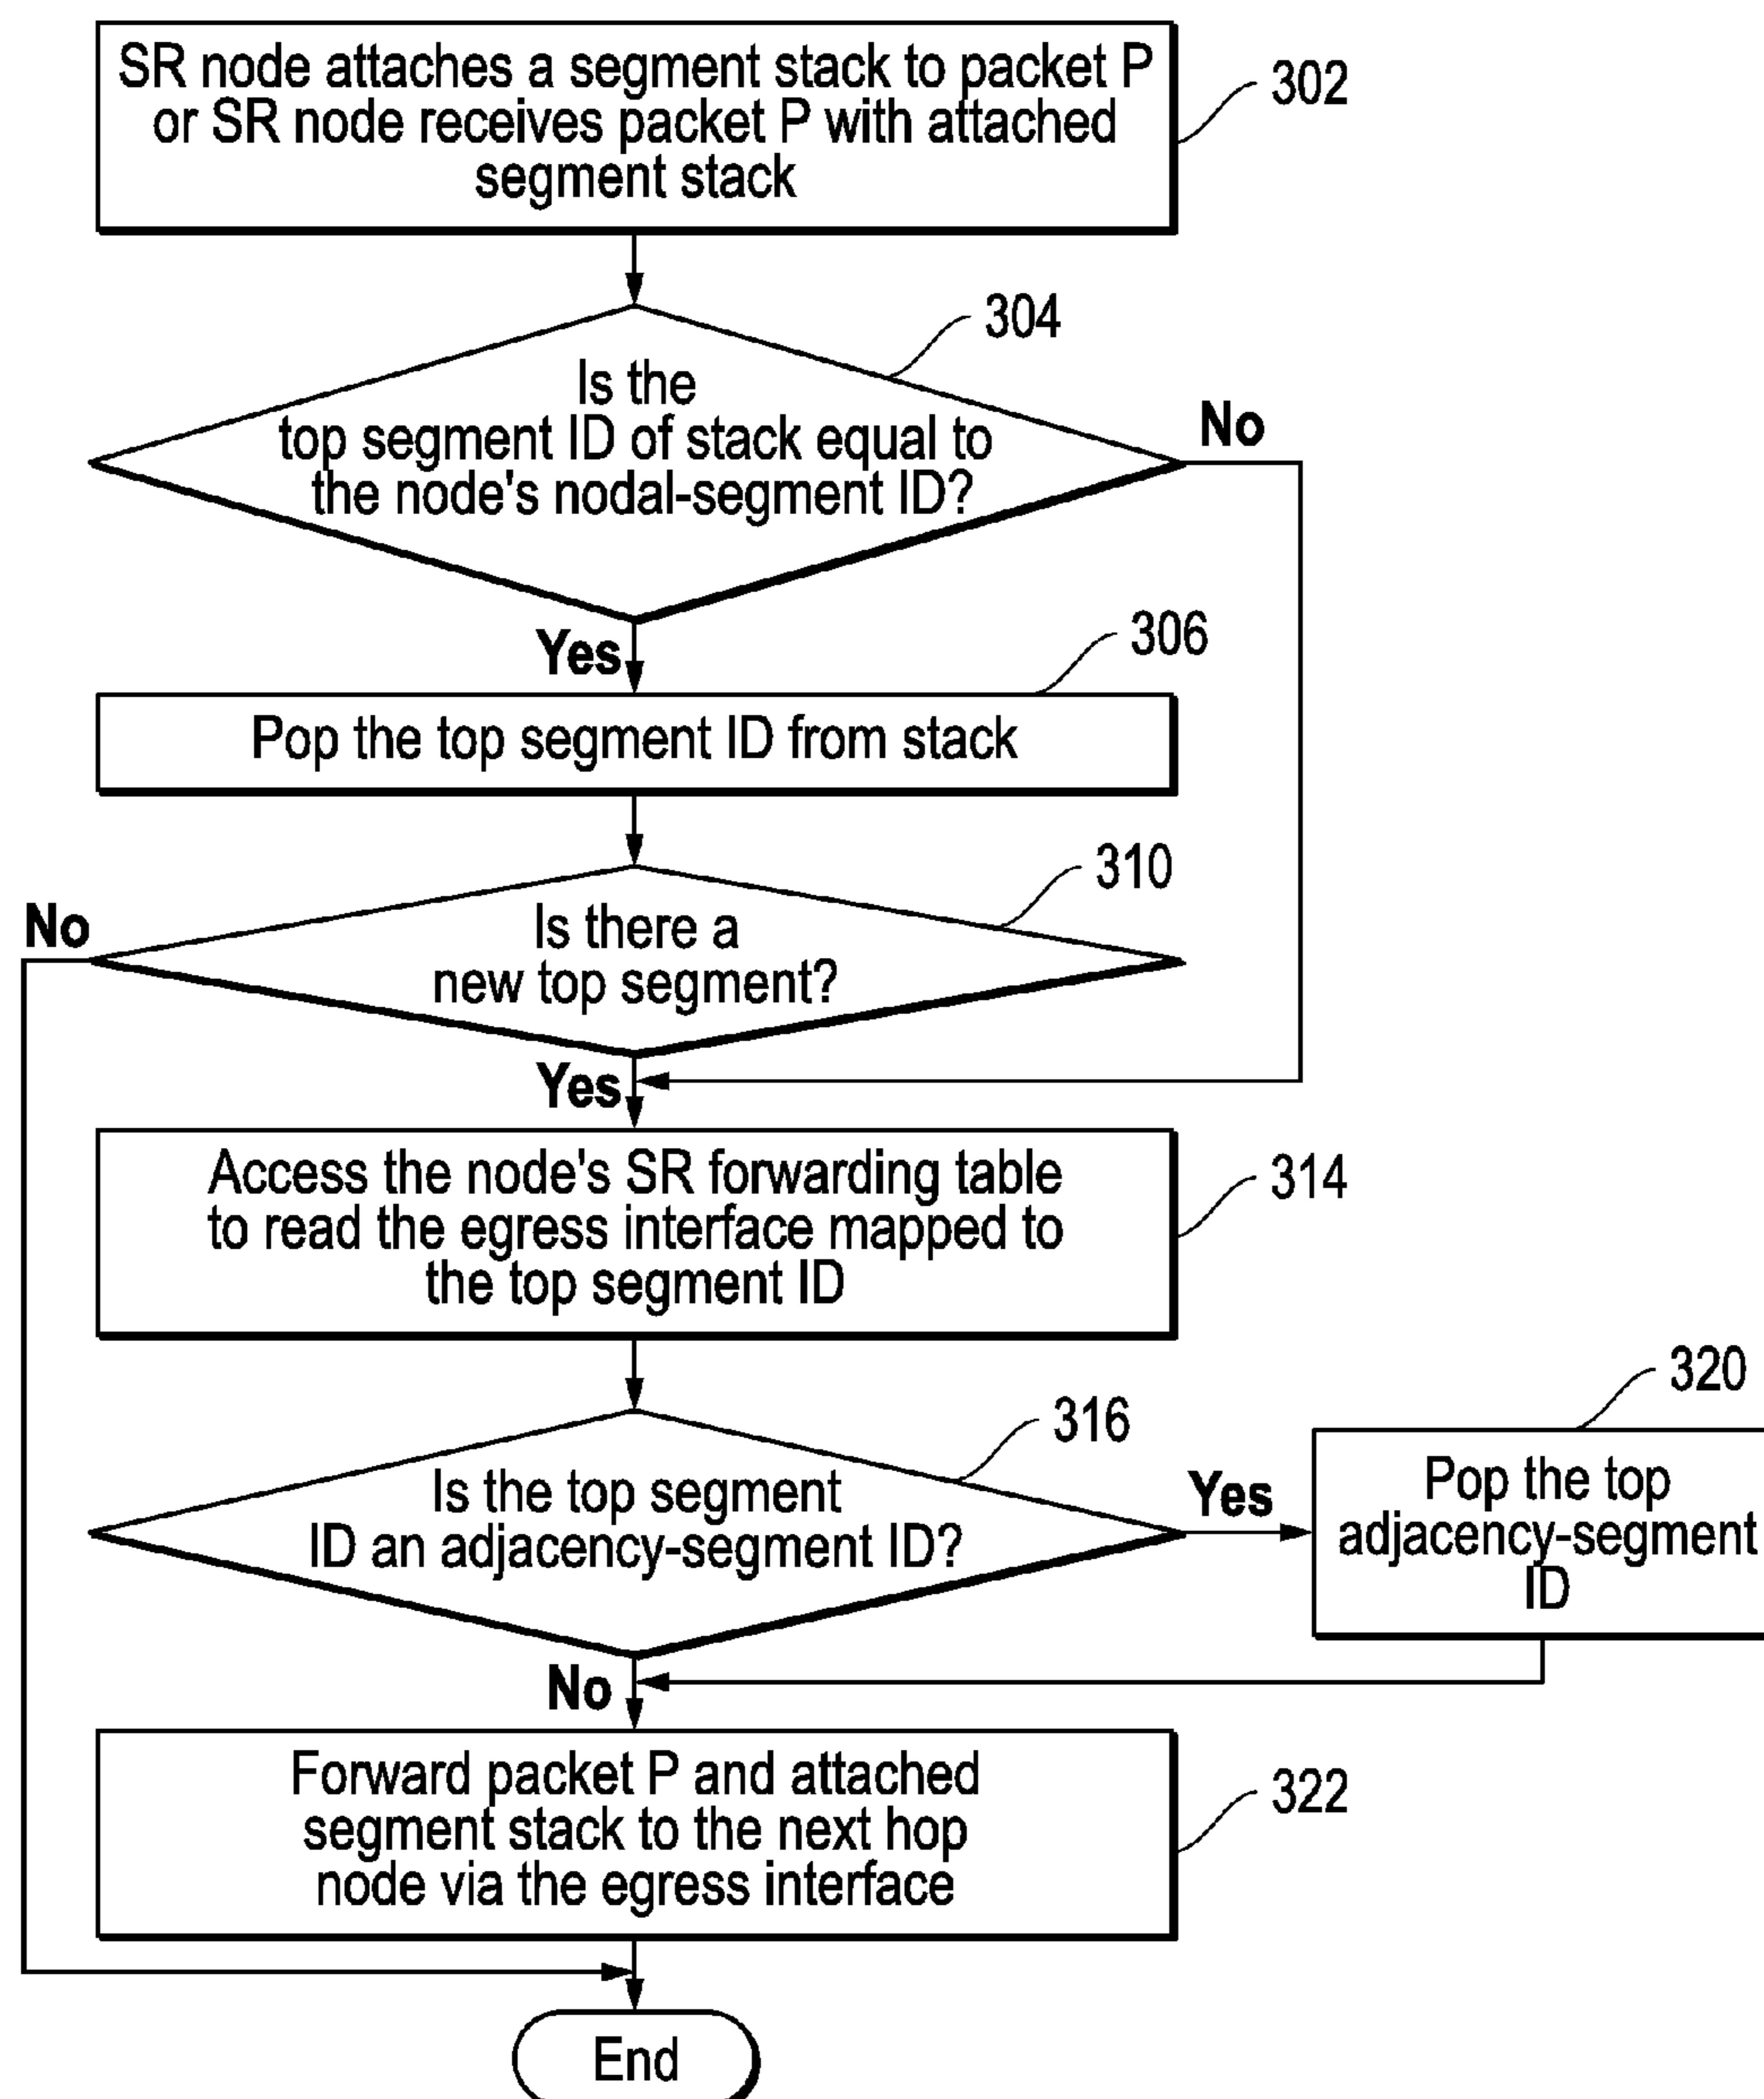 SR node attaches a segment stack to packet P
or SR node receives packet P with attached
segment stack
302
304
Is the
top segment ID of stack equal to
the node's nodal-segment ID?
No
Yes
306
Pop the top segment ID from stack
310
No
Is there a
new top segment?
Yes
Access the node's SR forwarding table
to read the egress interface mapped to
the top segment ID
314
316
Is the top segment
ID an adjacency-segment ID?
Yes
320
Pop the top
adjacency-segment
ID
No
Forward packet P and attached
segment stack to the next hop
node via the egress interface
322
End